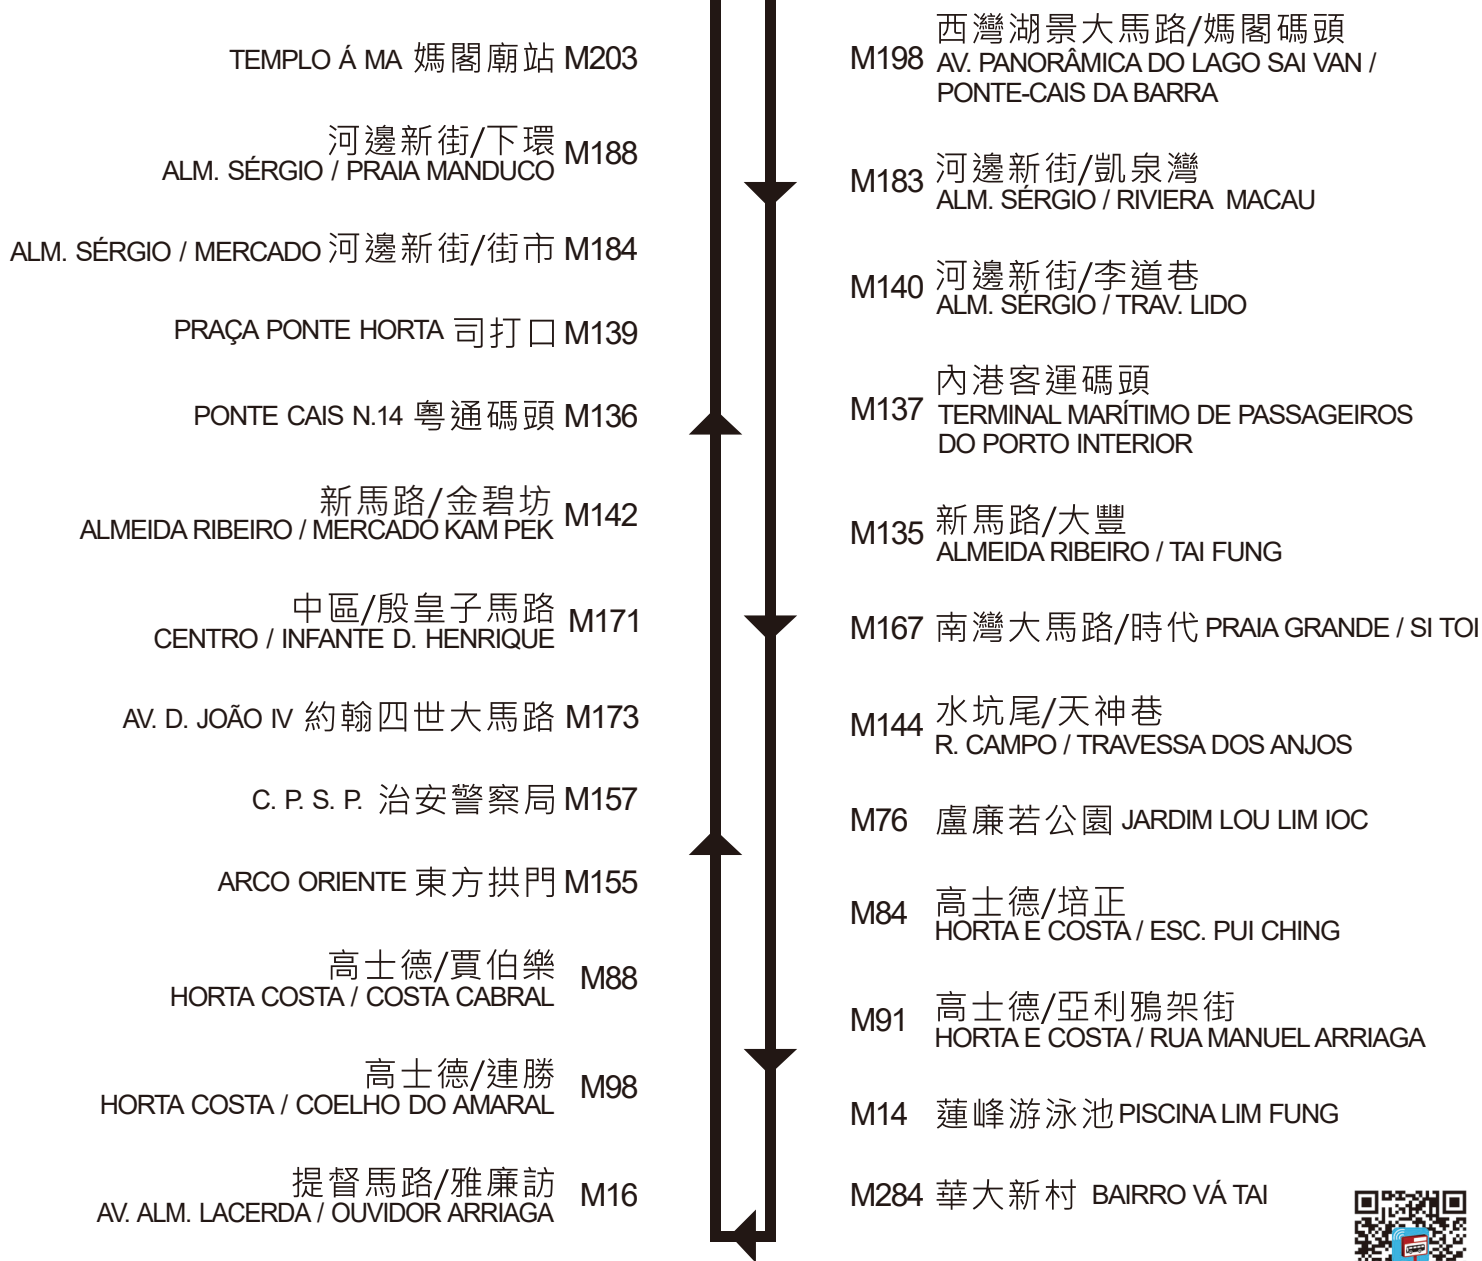 TEMPLO Á MA 媽閣廟站 M203
河邊新街/下環
ALM. SÉRGIO / PRAIA MANDUCO
M188
ALM. SÉRGIO / MERCADO 河邊新街/街市 M184
PRAÇA PONTE HORTA 司打口 M139
PONTE CAIS N.14 粵通碼頭 M136
新馬路/金碧坊
ALMEIDA RIBEIRO / MERCADO KAM PEK
M142
中區/殷皇子馬路
CENTRO / INFANTE D. HENRIQUE
M171
AV. D. JOÃO IV 約翰四世大馬路 M173
C. P. S. P. 治安警察局 M157
ARCO ORIENTE 東方拱門 M155
高士德/賈伯樂
HORTA COSTA / COSTA CABRAL
M88
高士德/連勝
HORTA COSTA / COELHO DO AMARAL
M98
提督馬路/雅廉訪
AV. ALM. LACERDA / OUVIDOR ARRIAGA
M16
西灣湖景大馬路/媽閣碼頭
M198 AV. PANORÂMICA DO LAGO SAI VAN /
PONTE-CAIS DA BARRA
M183 河邊新街/凱泉灣
ALM. SÉRGIO / RIVIERA MACAU
M140 河邊新街/李道巷
ALM. SÉRGIO / TRAV. LIDO
內港客運碼頭
M137 TERMINAL MARÍTIMO DE PASSAGEIROS
DO PORTO INTERIOR
M135 新馬路/大豐
ALMEIDA RIBEIRO / TAI FUNG
M167 南灣大馬路/時代 PRAIA GRANDE / SI TOI
M144 水坑尾/天神巷
R. CAMPO / TRAVESSA DOS ANJOS
M76 盧廉若公園 JARDIM LOU LIM IOC
M84 高士德/培正
HORTA E COSTA / ESC. PUI CHING
M91 高士德/亞利鴉架街
HORTA E COSTA / RUA MANUEL ARRIAGA
M14 蓮峰游泳池 PISCINA LIM FUNG
M284 華大新村 BAIRRO VÁ TAI